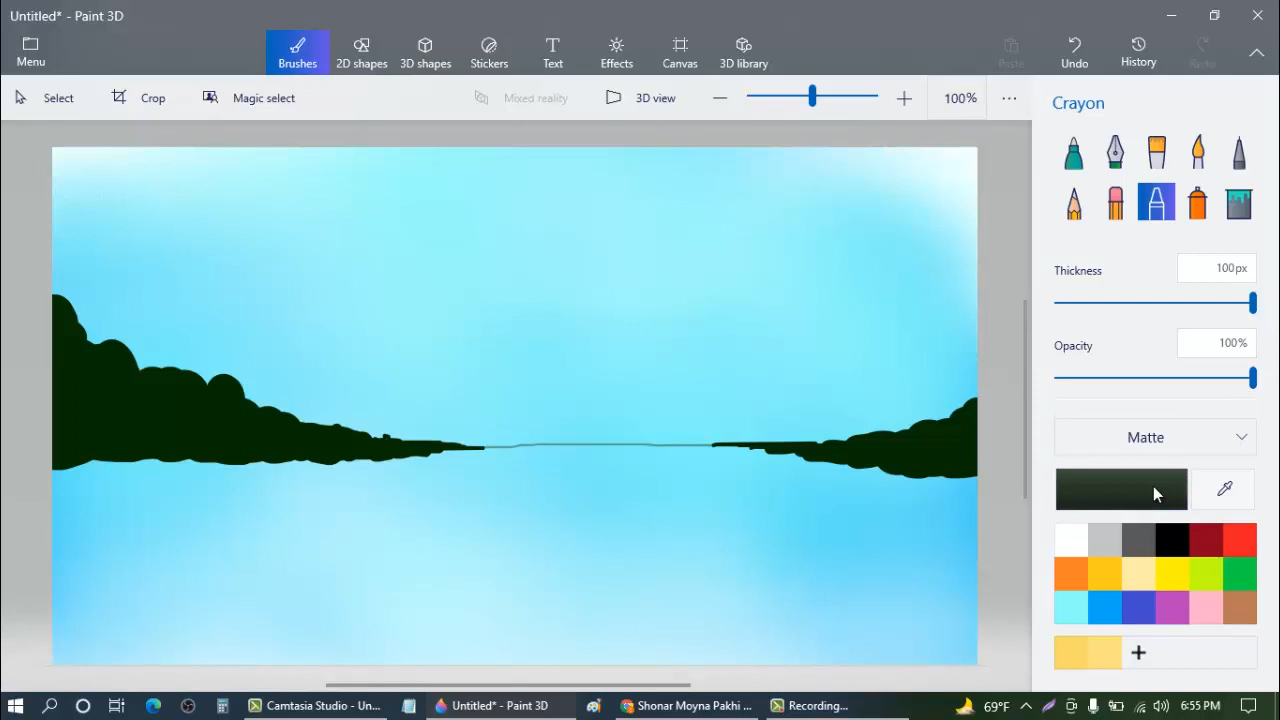 Untitled* - Paint 3D
Menu
Brushes
2D shapes
3D shapes
Stickers
Text
Effects
Canvas
3D library
Paste
Undo
History
Redo
Select
Crop
Magic select
Mixed reality
3D view
100%
Crayon
Thickness
100px
Opacity
100%
Matte
Camtasia Studio - Un...
Untitled* - Paint 3D
Shonar Moyna Pakhi ...
Recording...
69°F
6:55 PM